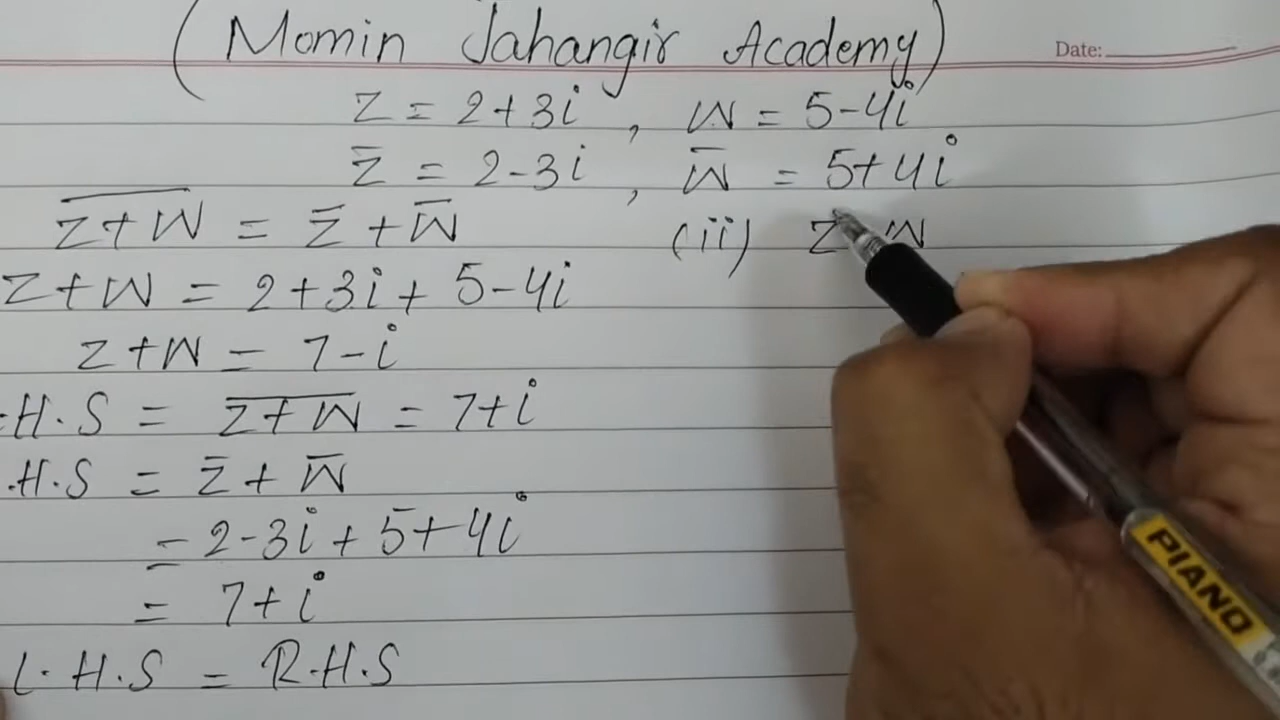 (Momin Jahangir Academy)
Date:
Z = 2+3i , W = 5-4i
Z̅ = 2-3i , W̅ = 5+4i
\overline{Z+W} = Z̅ + W̅
(ii) Z W
Z+W = 2+3i + 5-4i
Z+W = 7-i
.H.S = \overline{Z+W} = 7+i
.H.S = Z̅ + W̅
= 2-3i + 5+4i
= 7+i
L.H.S = R.H.S
PIANO